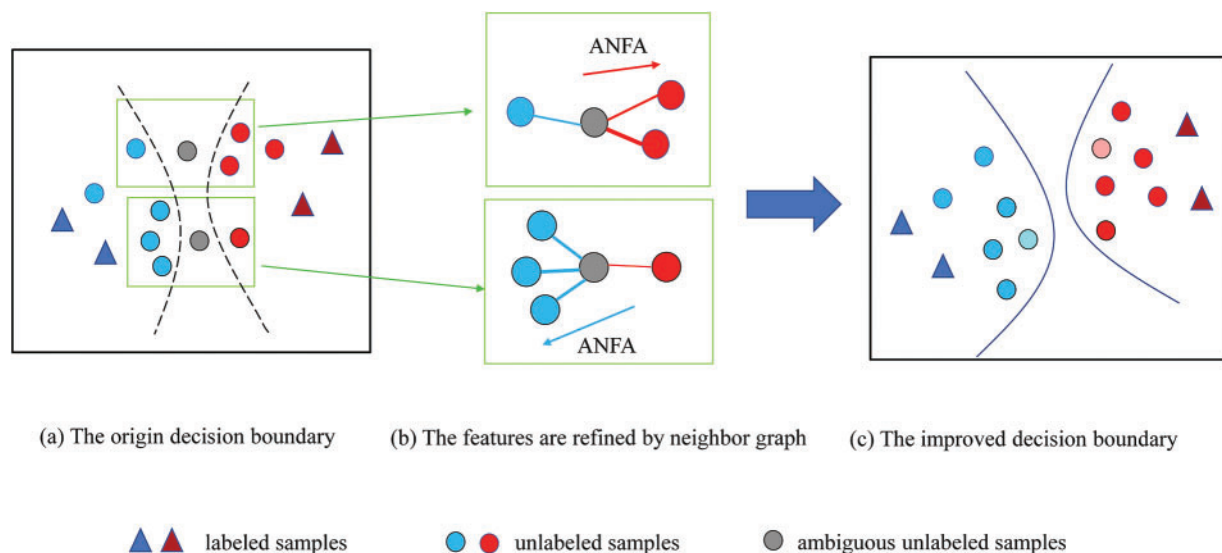 ANFA
ANFA
(a) The origin decision boundary
(b) The features are refined by neighbor graph
(c) The improved decision boundary
labeled samples
unlabeled samples
ambiguous unlabeled samples